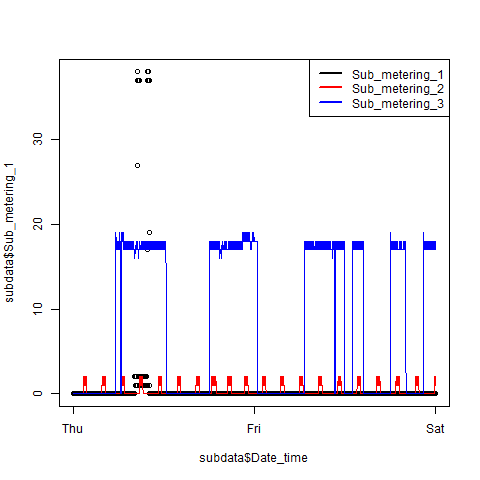 Sub_metering_1
Sub_metering_2
Sub_metering_3
subdata$Sub_metering_1
30
20
10
0
Thu
Fri
Sat
subdata$Date_time